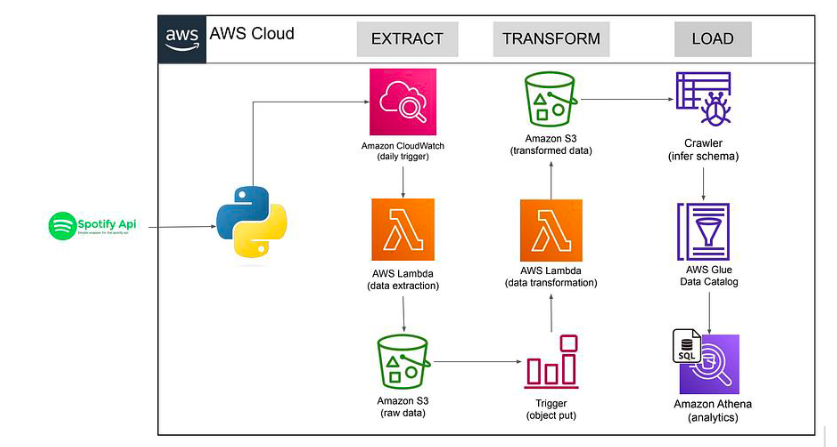 aws
AWS Cloud
EXTRACT
TRANSFORM
LOAD
Amazon CloudWatch
(daily trigger)
Amazon S3
(transformed data)
Crawler
(infer schema)
Spotify Api
AWS Lambda
(data extraction)
AWS Lambda
(data transformation)
AWS Glue
Data Catalog
Amazon S3
(raw data)
Trigger
(object put)
SQL
Amazon Athena
(analytics)